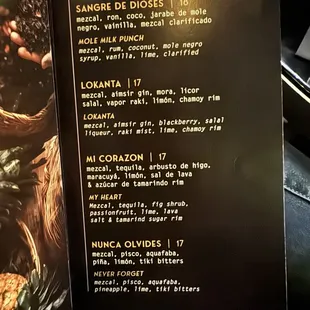 SANGRE DE DIOSES | 18
mezcal, ron, coco, jarabe de mole
negro, vainilla, mezcal clarificado
MOLE MILK PUNCH
mezcal, rum, coconut, mole negro
syrup, vanilla, lime, clarified
LOKANTA | 17
mezcal, aimsir gin, mora, licor
salal, vapor raki, limón, chamoy rim
LOKANTA
mezcal, aimsir gin, blackberry, salal
liqueur, raki mist, lime, chamoy rim
MI CORAZON | 17
mezcal, tequila, arbusto de higo,
maracuyá, limón, sal de lava
& azúcar de tamarindo rim
MY HEART
Mezcal, tequila, fig shrub,
passionfruit, lime, lava
salt & tamarind sugar rim
NUNCA OLVIDES | 17
mezcal, pisco, aquafaba,
piña, limón, tiki bitters
NEVER FORGET
mezcal, pisco, aquafaba,
pineapple, lime, tiki bitters